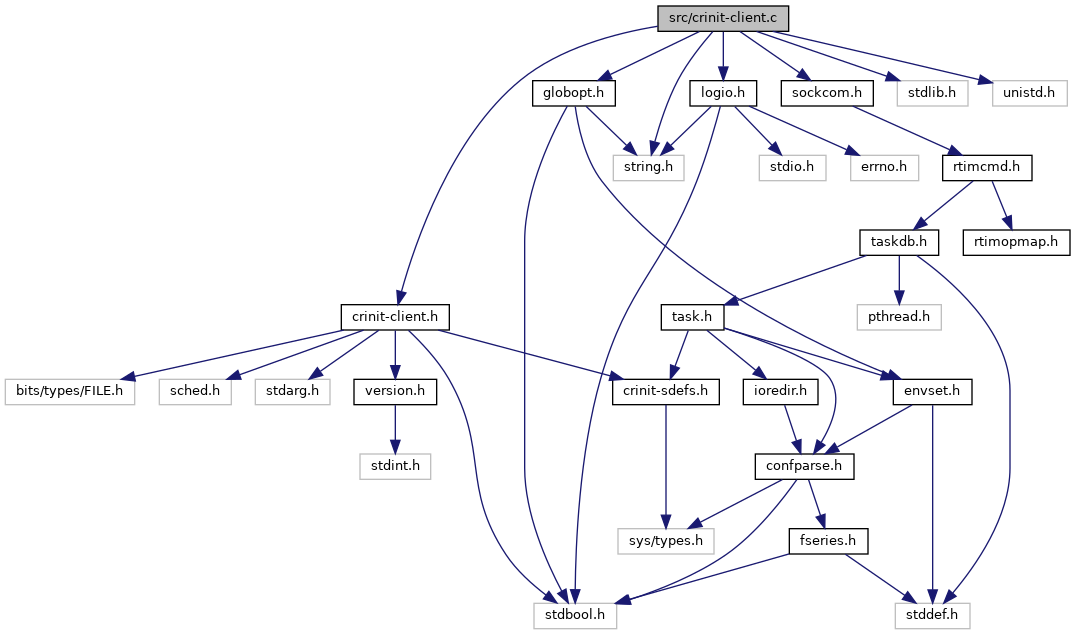 src/crinit-client.c
globopt.h
logio.h
sockcom.h
stdlib.h
unistd.h
string.h
stdio.h
errno.h
rtimcmd.h
taskdb.h
rtimopmap.h
crinit-client.h
task.h
pthread.h
bits/types/FILE.h
sched.h
stdarg.h
version.h
crinit-sdefs.h
ioredir.h
envset.h
stdint.h
confparse.h
sys/types.h
fseries.h
stdbool.h
stddef.h